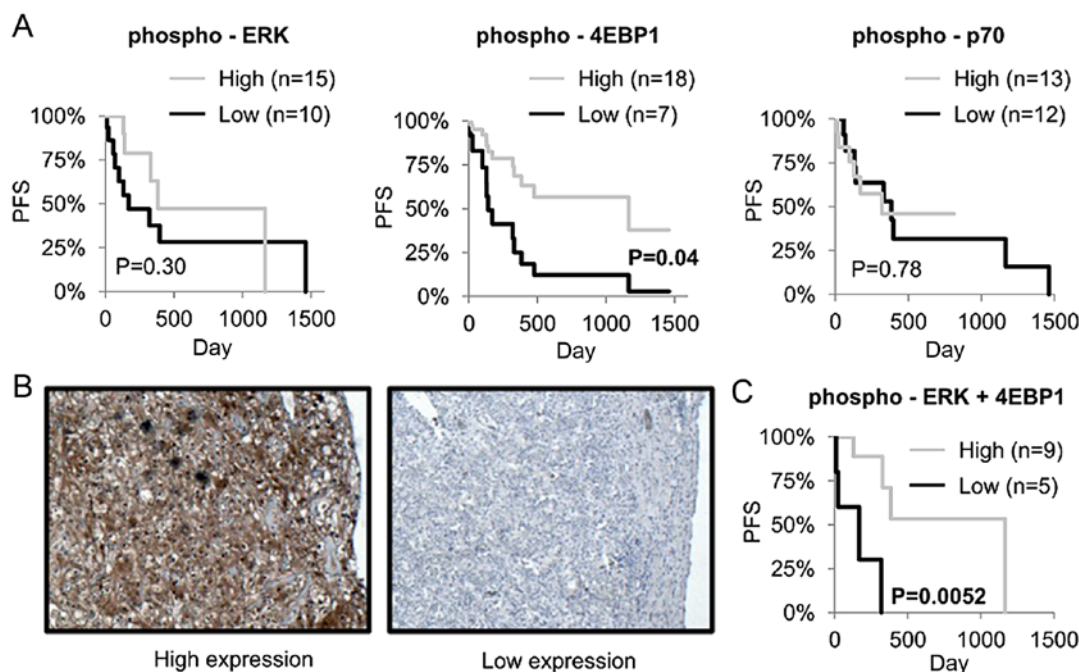 A
phospho - ERK
High (n=15)
Low (n=10)
100%
75%
50%
25%
0%
PFS
P=0.30
0 500 1000 1500
Day
phospho - 4EBP1
High (n=18)
Low (n=7)
100%
75%
50%
25%
0%
PFS
P=0.04
0 500 1000 1500
Day
phospho - p70
High (n=13)
Low (n=12)
100%
75%
50%
25%
0%
PFS
P=0.78
0 500 1000 1500
Day
B
High expression
Low expression
C
phospho - ERK + 4EBP1
High (n=9)
Low (n=5)
100%
75%
50%
25%
0%
PFS
P=0.0052
0 500 1000 1500
Day